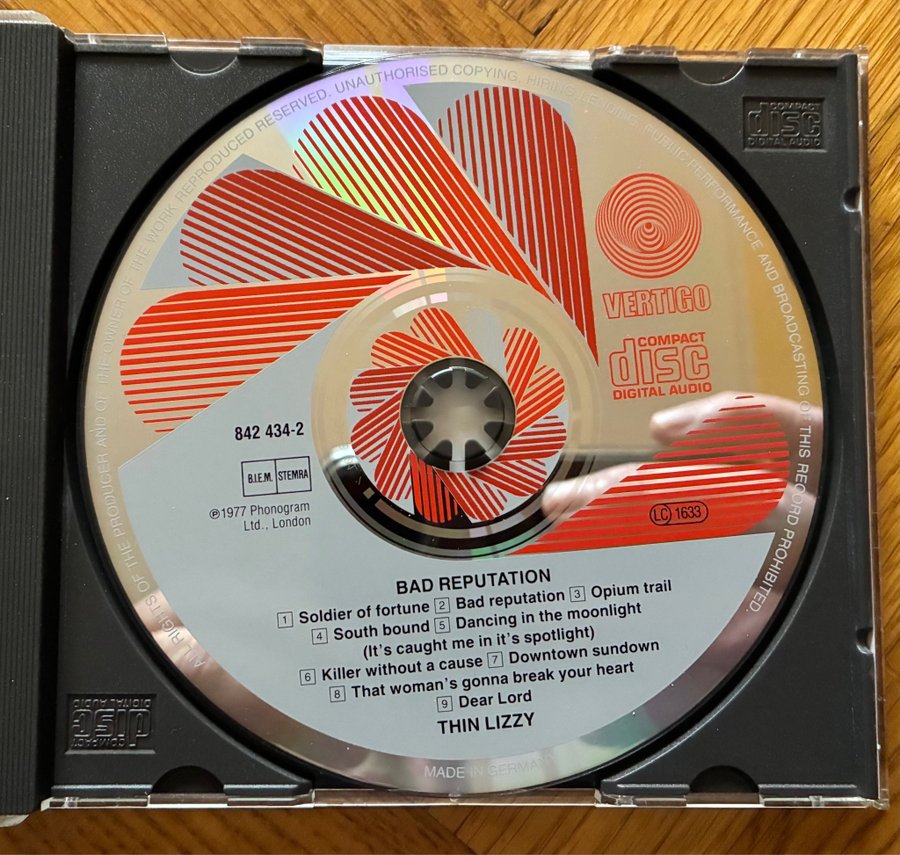 ALL RIGHTS OF THE PRODUCER AND OF THE OWNER OF THE WORK REPRODUCED RESERVED. UNAUTHORISED COPYING, HIRING, LENDING, PUBLIC PERFORMANCE AND BROADCASTING OF THIS RECORD PROHIBITED.
COMPACT
disc
DIGITAL AUDIO
VERTIGO
COMPACT
disc
DIGITAL AUDIO
842 434-2
B.I.E.M. STEMRA
℗1977 Phonogram
Ltd., London
LC 1633
BAD REPUTATION
1 Soldier of fortune 2 Bad reputation 3 Opium trail
4 South bound 5 Dancing in the moonlight
(It's caught me in it's spotlight)
6 Killer without a cause 7 Downtown sundown
8 That woman's gonna break your heart
9 Dear Lord
THIN LIZZY
COMPACT
disc
DIGITAL AUDIO
MADE IN GERMANY